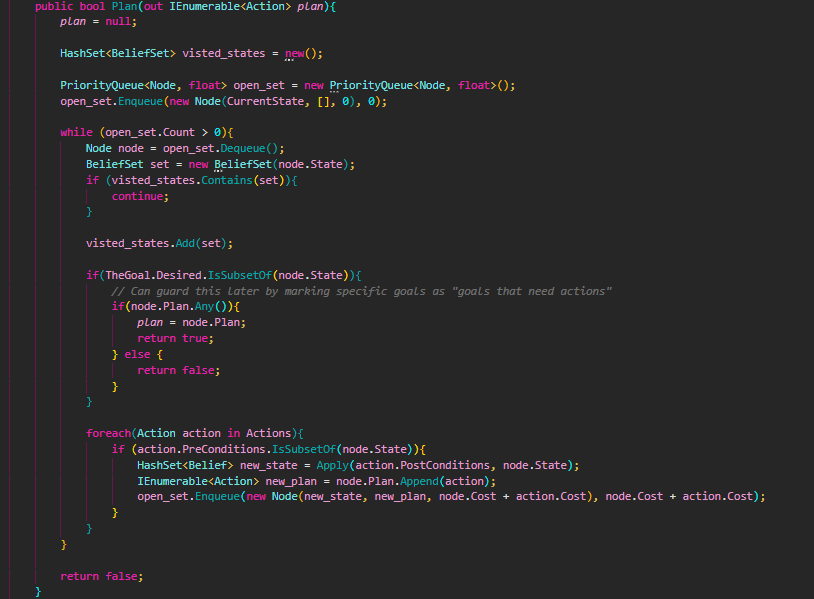 public bool Plan(out IEnumerable<Action> plan){
plan = null;
HashSet<BeliefSet> visted_states = new();
PriorityQueue<Node, float> open_set = new PriorityQueue<Node, float>();
open_set.Enqueue(new Node(CurrentState, [], 0), 0);
while (open_set.Count > 0){
Node node = open_set.Dequeue();
BeliefSet set = new BeliefSet(node.State);
if (visted_states.Contains(set)){
continue;
}
visted_states.Add(set);
if(TheGoal.Desired.IsSubsetOf(node.State)){
// Can guard this later by marking specific goals as "goals that need actions"
if(node.Plan.Any()){
plan = node.Plan;
return true;
} else {
return false;
}
}
foreach(Action action in Actions){
if (action.PreConditions.IsSubsetOf(node.State)){
HashSet<Belief> new_state = Apply(action.PostConditions, node.State);
IEnumerable<Action> new_plan = node.Plan.Append(action);
open_set.Enqueue(new Node(new_state, new_plan, node.Cost + action.Cost), node.Cost + action.Cost);
}
}
}
return false;
}